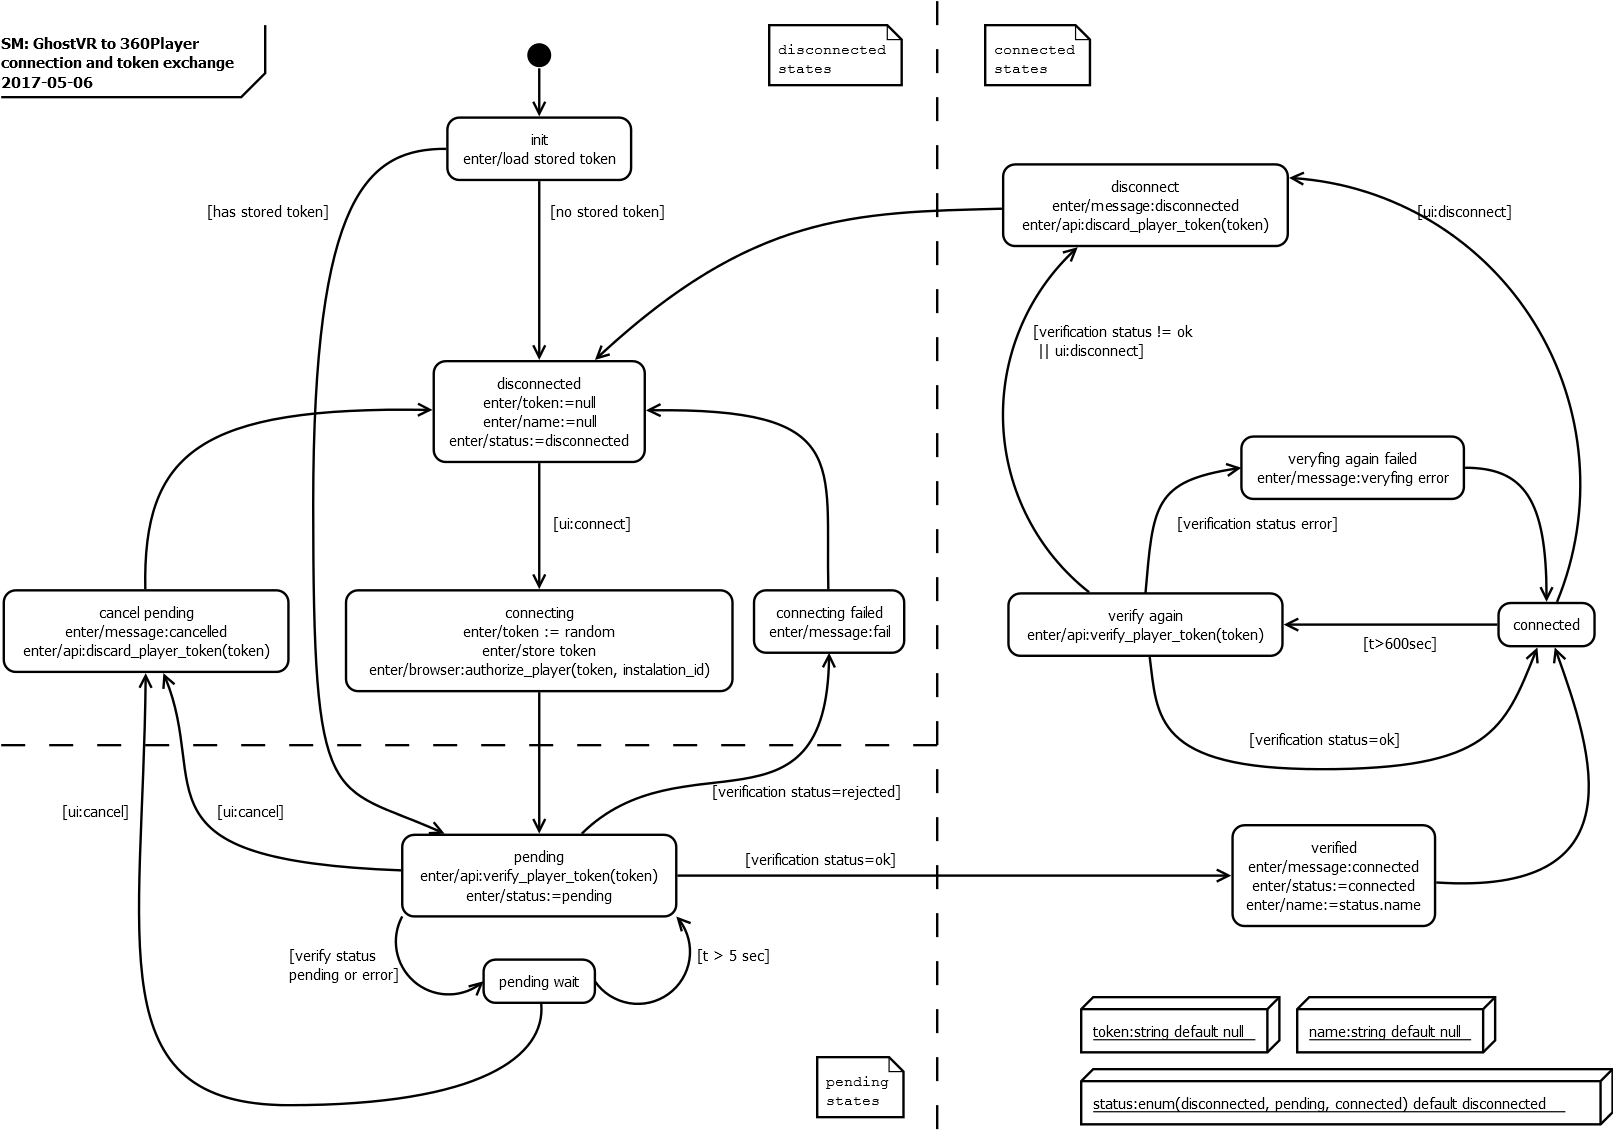 SM: GhostVR to 360Player
connection and token exchange
2017-05-06
disconnected
states
connected
states
init
enter/load stored token
[has stored token]
[no stored token]
disconnect
enter/message:disconnected
enter/api:discard_player_token(token)
[ui:disconnect]
[verification status != ok
|| ui:disconnect]
disconnected
enter/token:=null
enter/name:=null
enter/status:=disconnected
veryfing again failed
enter/message:veryfing error
[ui:connect]
[verification status error]
cancel pending
enter/message:cancelled
enter/api:discard_player_token(token)
connecting
enter/token := random
enter/store token
enter/browser:authorize_player(token, instalation_id)
connecting failed
enter/message:fail
verify again
enter/api:verify_player_token(token)
connected
[t>600sec]
[verification status=ok]
[ui:cancel]
[ui:cancel]
[verification status=rejected]
pending
enter/api:verify_player_token(token)
enter/status:=pending
[verification status=ok]
verified
enter/message:connected
enter/status:=connected
enter/name:=status.name
[verify status
pending or error]
pending wait
[t > 5 sec]
token:string default null
name:string default null
pending
states
status:enum(disconnected, pending, connected) default disconnected